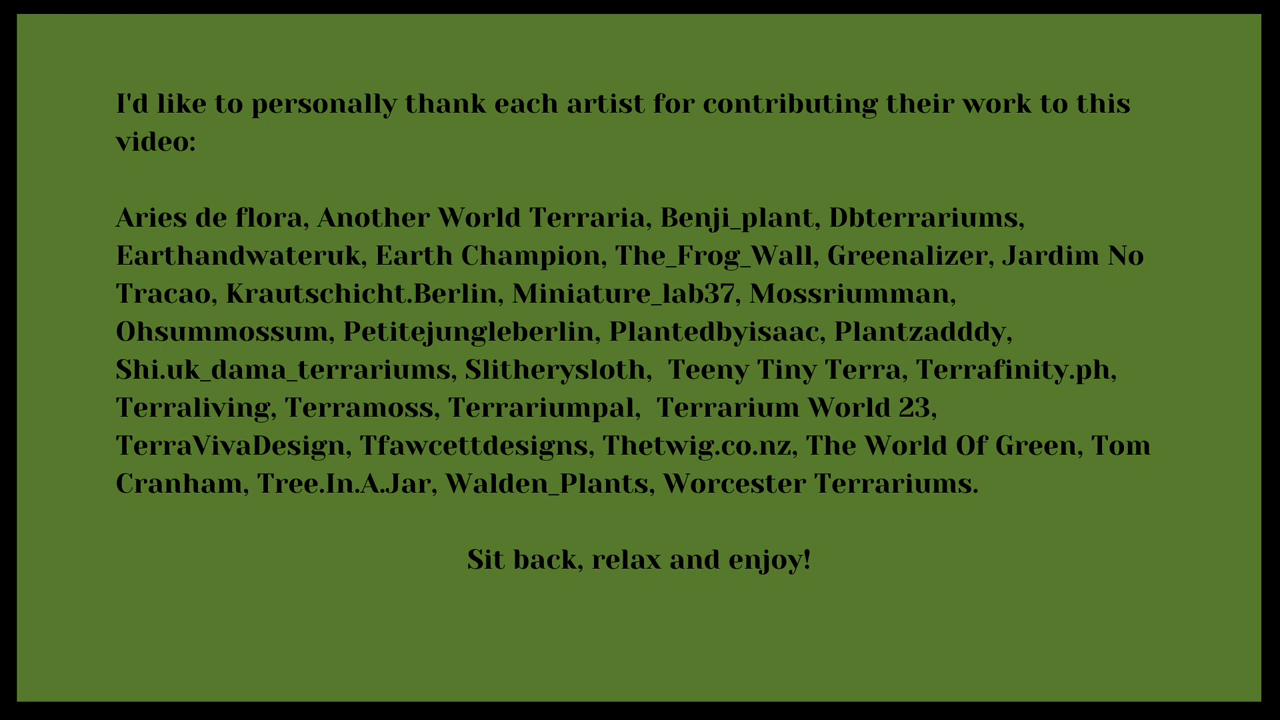 I'd like to personally thank each artist for contributing their work to this
video:
Aries de flora, Another World Terraria, Benji_plant, Dbterrariums,
Earthandwateruk, Earth Champion, The_Frog_Wall, Greenalizer, Jardim No
Tracao, Krautschicht.Berlin, Miniature_lab37, Mossriumman,
Ohsummossum, Petitejungleberlin, Plantedbyisaac, Plantzadddy,
Shi.uk_dama_terrariums, Slitherysloth,  Teeny Tiny Terra, Terrafinity.ph,
Terraliving, Terramoss, Terrariumpal,  Terrarium World 23,
TerraVivaDesign, Tfawcettdesigns, Thetwig.co.nz, The World Of Green, Tom
Cranham, Tree.In.A.Jar, Walden_Plants, Worcester Terrariums.
Sit back, relax and enjoy!